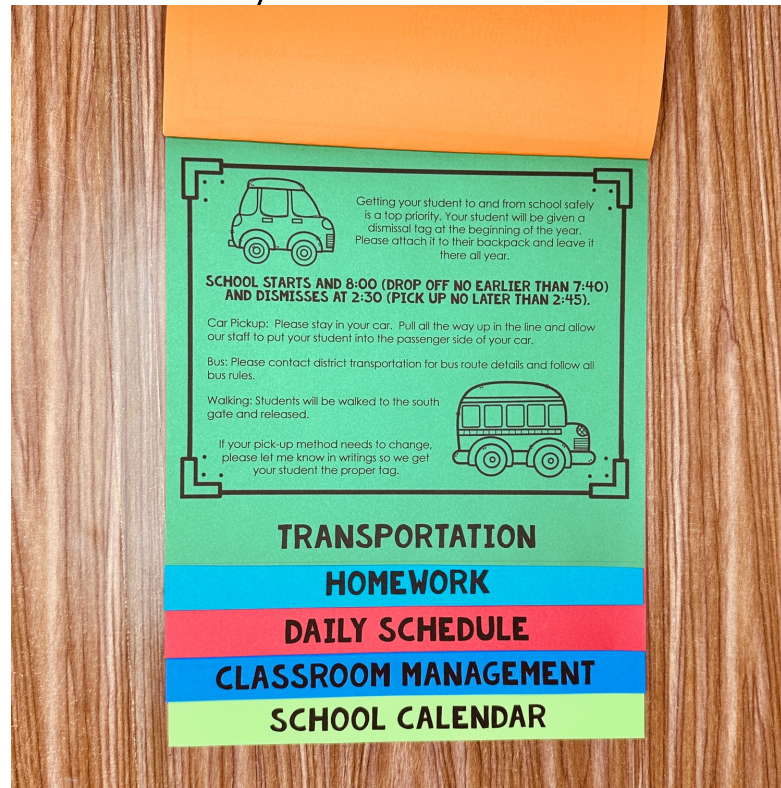 Getting your student to and from school safely
is a top priority. Your student will be given a
dismissal tag at the beginning of the year.
Please attach it to their backpack and leave it
there all year.
SCHOOL STARTS AND 8:00 (DROP OFF NO EARLIER THAN 7:40)
AND DISMISSES AT 2:30 (PICK UP NO LATER THAN 2:45).
Car Pickup: Please stay in your car. Pull all the way up in the line and allow
our staff to put your student into the passenger side of your car.
Bus: Please contact district transportation for bus route details and follow all
bus rules.
Walking: Students will be walked to the south
gate and released.
If your pick-up method needs to change,
please let me know in writings so we get
your student the proper tag.
TRANSPORTATION
HOMEWORK
DAILY SCHEDULE
CLASSROOM MANAGEMENT
SCHOOL CALENDAR